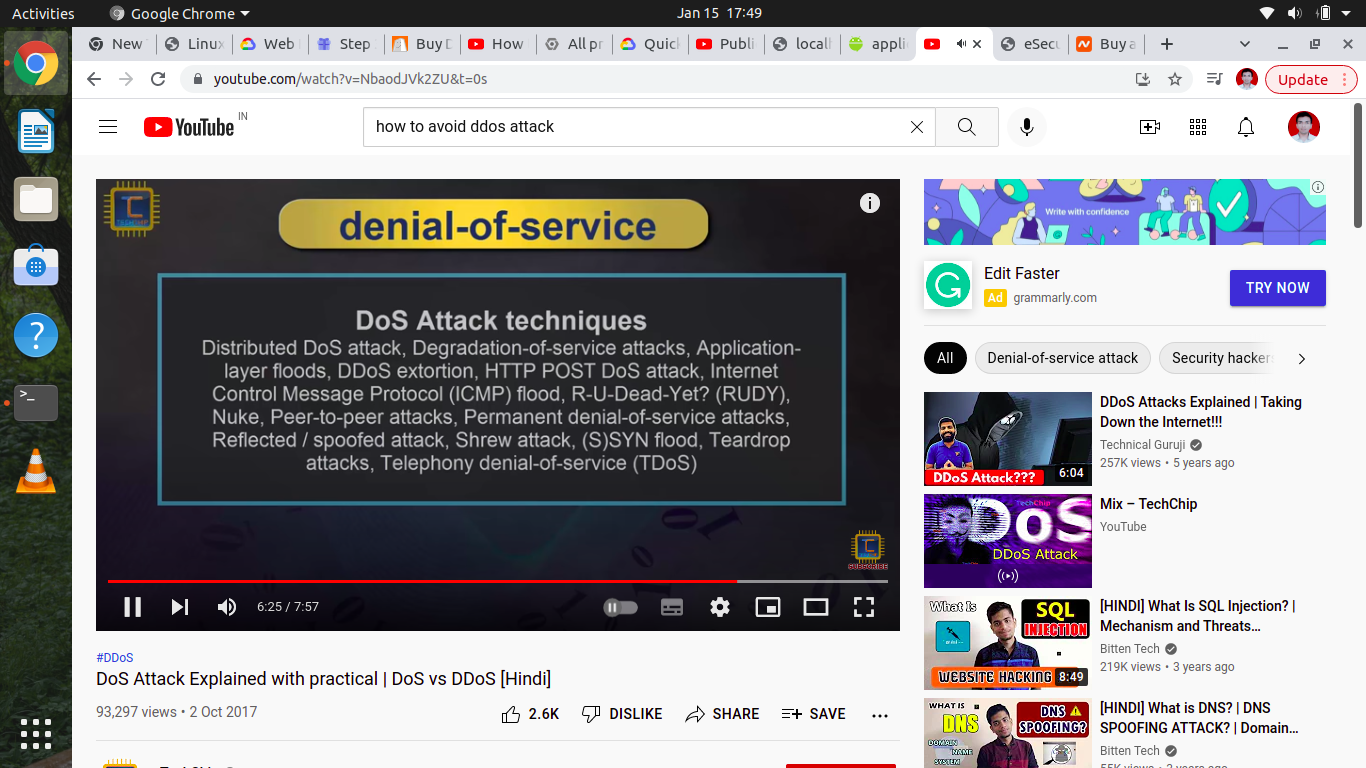 Activities
Google Chrome
Jan 15 17:49
New
Linux
Web
Step
Buy D
How
All pr
Quick
Publi
locall
applic
eSecu
Buy a
youtube.com/watch?v=NbaodJVk2ZU&t=0s
Update
YouTube
IN
how to avoid ddos attack
denial-of-service
DoS Attack techniques
Distributed DoS attack, Degradation-of-service attacks, Application-
layer floods, DDoS extortion, HTTP POST DoS attack, Internet
Control Message Protocol (ICMP) flood, R-U-Dead-Yet? (RUDY),
Nuke, Peer-to-peer attacks, Permanent denial-of-service attacks,
Reflected / spoofed attack, Shrew attack, (S)SYN flood, Teardrop
attacks, Telephony denial-of-service (TDoS)
TECHCHIP
SUBSCRIBE
6:25 / 7:57
#DDoS
DoS Attack Explained with practical | DoS vs DDoS [Hindi]
93,297 views • 2 Oct 2017
2.6K
DISLIKE
SHARE
SAVE
Write with confidence
Edit Faster
Ad grammarly.com
TRY NOW
All
Denial-of-service attack
Security hacker
DDoS Attack???
6:04
DDoS Attacks Explained | Taking
Down the Internet!!!
Technical Guruji
257K views • 5 years ago
TechChip
DoS
DDoS Attack
Mix – TechChip
YouTube
What Is
SQL
INJECTION
WEBSITE HACKING
8:49
[HINDI] What Is SQL Injection? |
Mechanism and Threats…
Bitten Tech
219K views • 3 years ago
WHAT IS
DNS
DOMAIN
NAME
SYSTEM
DNS
SPOOFING?
[HINDI] What is DNS? | DNS
SPOOFING ATTACK? | Domain…
Bitten Tech